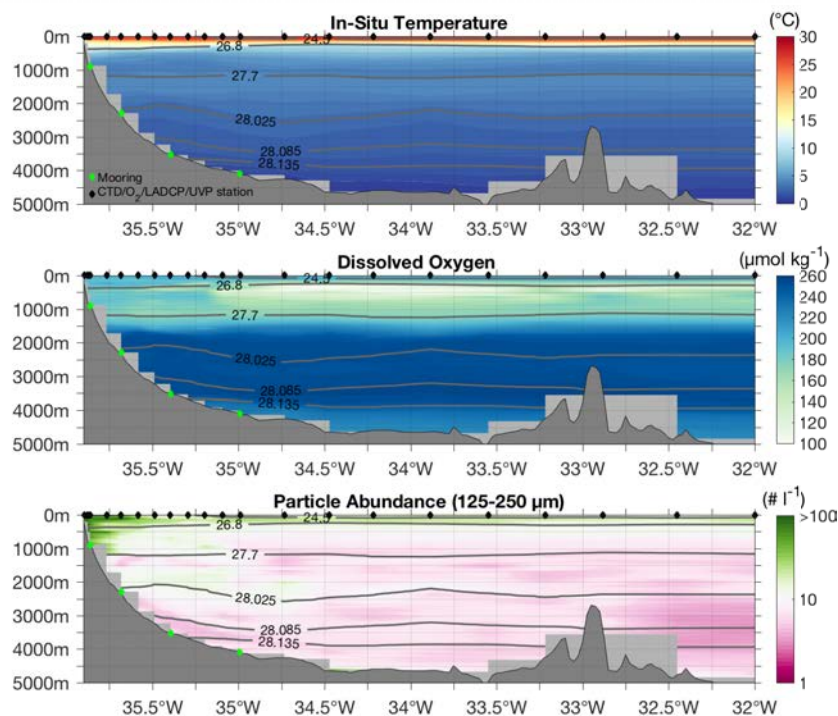 In-Situ Temperature
(°C)
0m
1000m
2000m
3000m
4000m
5000m
24.5
26.8
27.7
28.025
28.085
28.135
Mooring
CTD/O2/LADCP/UVP station
30
25
20
15
10
5
0
35.5°W 35°W 34.5°W 34°W 33.5°W 33°W 32.5°W 32°W
Dissolved Oxygen
(μmol kg⁻¹)
0m
1000m
2000m
3000m
4000m
5000m
24.5
26.8
27.7
28.025
28.085
28.135
260
240
220
200
180
160
140
120
100
35.5°W 35°W 34.5°W 34°W 33.5°W 33°W 32.5°W 32°W
Particle Abundance (125-250 μm)
(# l⁻¹)
0m
1000m
2000m
3000m
4000m
5000m
24.5
26.8
27.7
28.025
28.085
28.135
>100
10
1
35.5°W 35°W 34.5°W 34°W 33.5°W 33°W 32.5°W 32°W